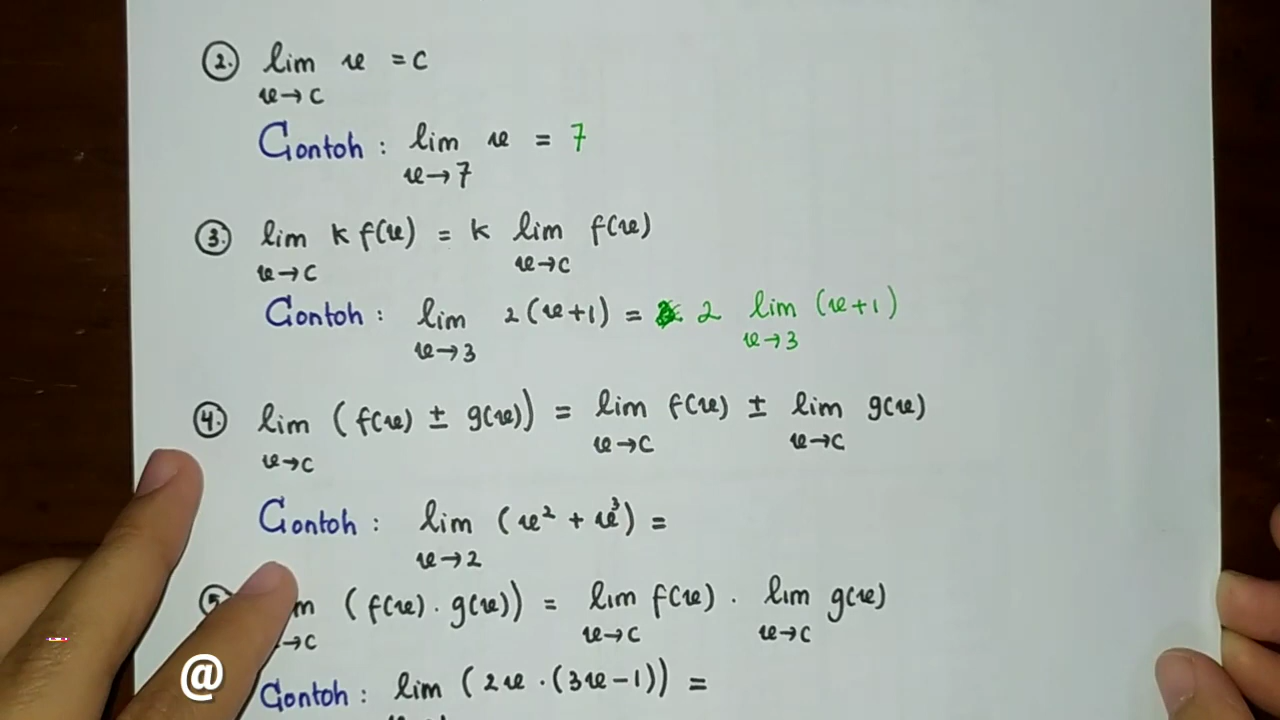 2. lim x = c
x→c
Contoh : lim x = 7
x→7
3. lim k f(x) = k lim f(x)
x→c x→c
Contoh : lim 2(x+1) = 2 lim (x+1)
x→3 x→3
4. lim (f(x) ± g(x)) = lim f(x) ± lim g(x)
x→c x→c x→c
Contoh : lim (x² + x³) =
x→2
5. (f(x) . g(x)) = lim f(x) . lim g(x)
→c x→c x→c
Contoh : lim (2x . (3x-1)) =
@